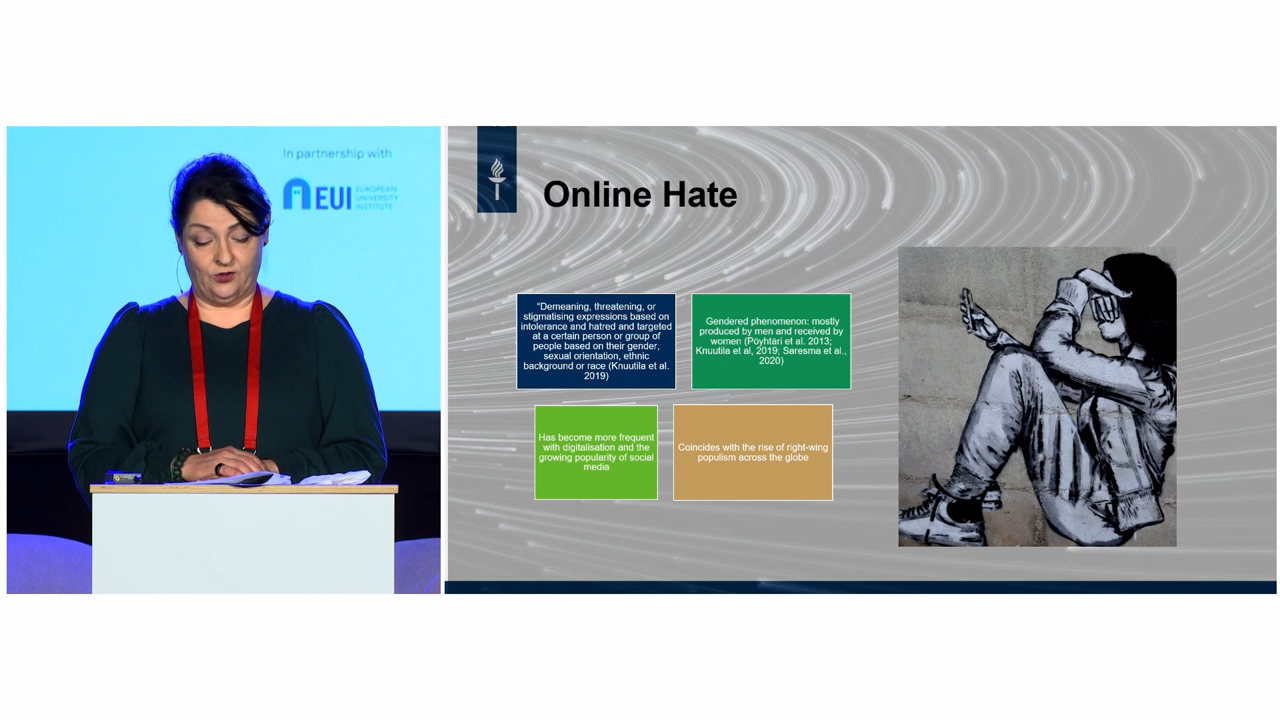 In partnership with
EUI EUROPEAN
UNIVERSITY
INSTITUTE
Online Hate
“Demeaning, threatening, or
stigmatising expressions based on
intolerance and hatred and targeted
at a certain person or group of
people based on their gender,
sexual orientation, ethnic
background or race (Knuutila et al.
2019)
Gendered phenomenon: mostly
produced by men and received by
women (Pöyhtäri et al. 2013;
Knuutila et al, 2019; Saresma et al.,
2020)
Has become more frequent
with digitalisation and the
growing popularity of social
media
Coincides with the rise of right-wing
populism across the globe